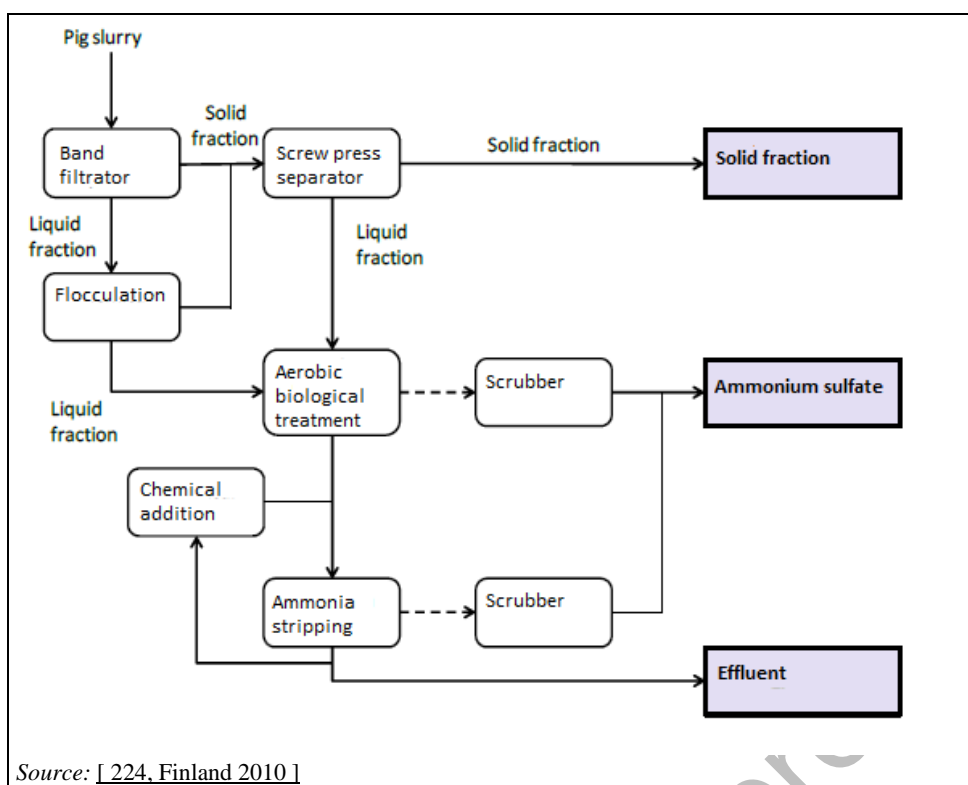 Pig slurry
Solid
fraction
Band
filtrator
Screw press
separator
Solid fraction
Solid fraction
Liquid
fraction
Liquid
fraction
Flocculation
Aerobic
biological
treatment
Scrubber
Ammonium sulfate
Liquid
fraction
Chemical
addition
Ammonia
stripping
Scrubber
Effluent
Source: [ 224, Finland 2010 ]